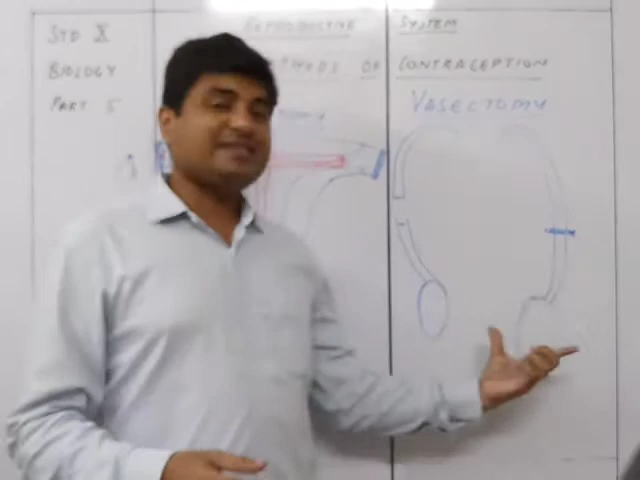 STD X
BIOLOGY
PART 5
REPRODUCTIVE SYSTEM
OF CONTRACEPTION
VASECTOMY